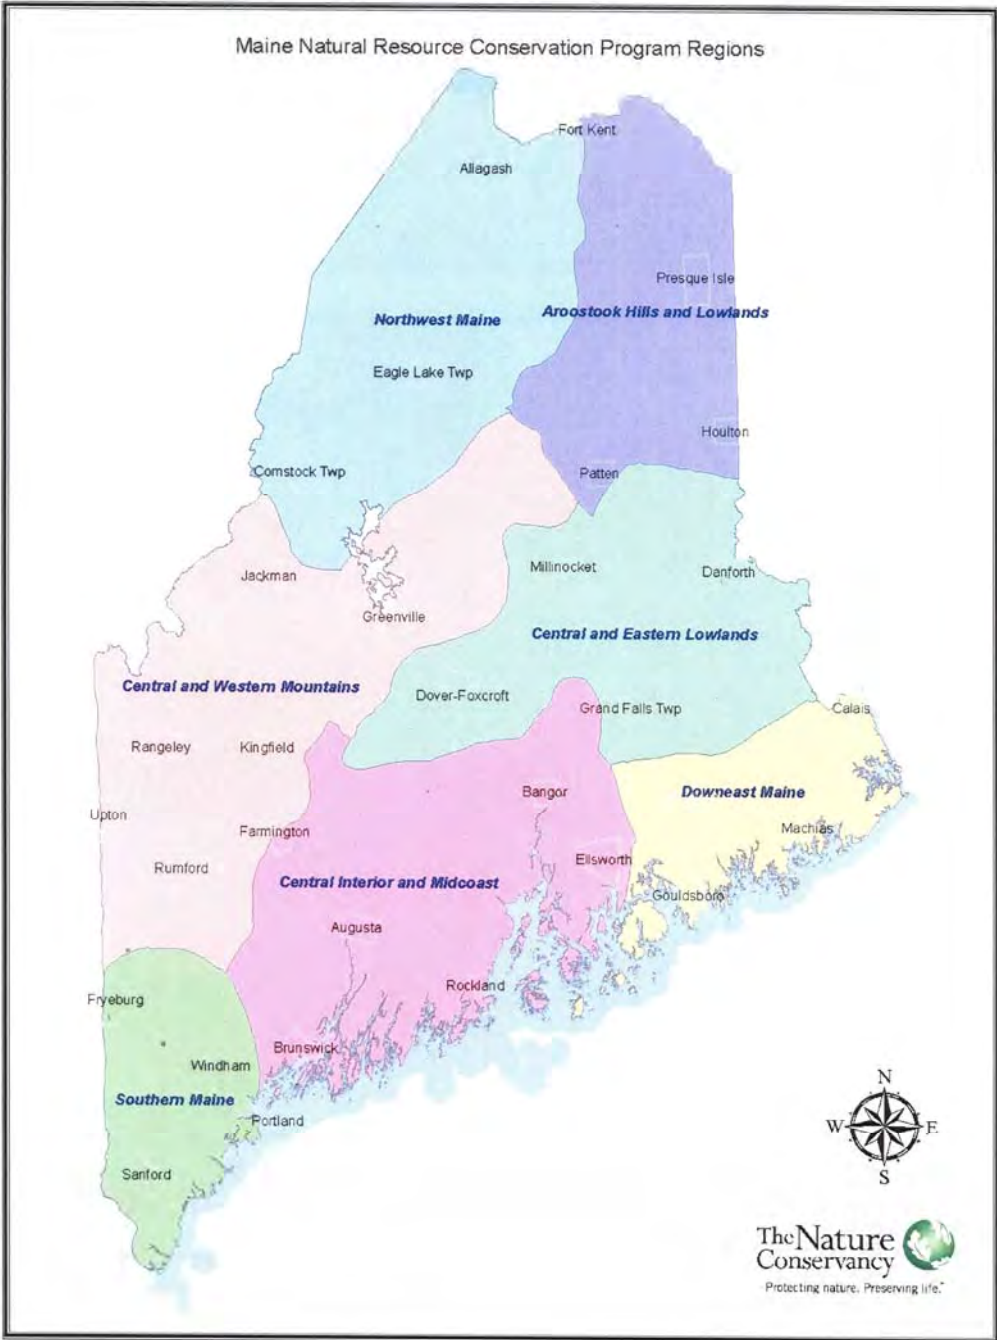 Maine Natural Resource Conservation Program Regions
Fort Kent
Allagash
Presque Isle
Northwest Maine
Aroostook Hills and Lowlands
Eagle Lake Twp
Houlton
Comstock Twp
Patten
Millinocket
Danforth
Jackman
Greenville
Central and Eastern Lowlands
Central and Western Mountains
Dover-Foxcroft
Grand Falls Twp
Calais
Rangeley
Kingfield
Bangor
Downeast Maine
Upton
Farmington
Machias
Rumford
Ellsworth
Central Interior and Midcoast
Gouldsboro
Augusta
Rockland
Fryeburg
Brunswick
Windham
Southern Maine
Portland
Sanford
N
W
E
S
The Nature
Conservancy
Protecting nature. Preserving life.™